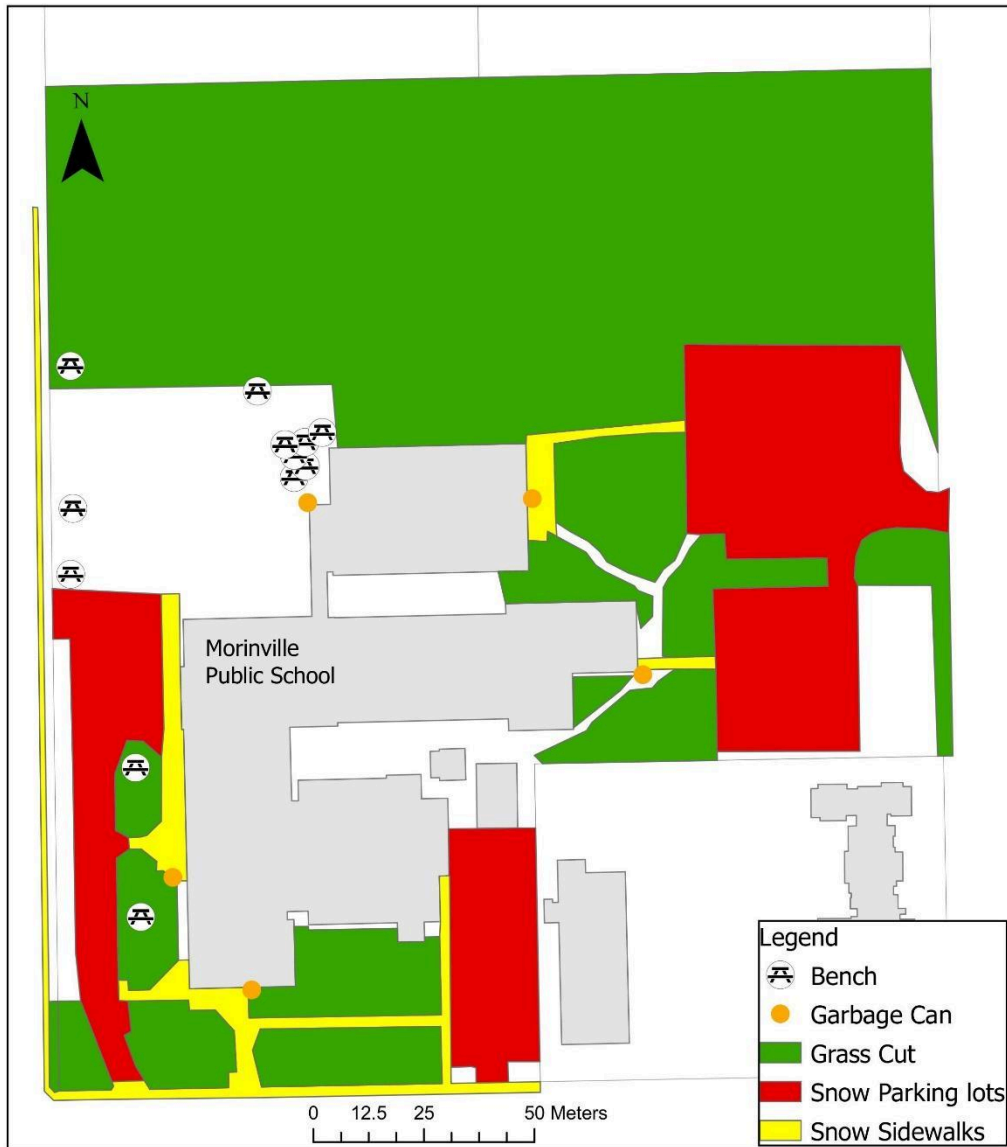 N
Morinville
Public School
Legend
Bench
Garbage Can
Grass Cut
Snow Parking lots
Snow Sidewalks
0 12.5 25 50 Meters